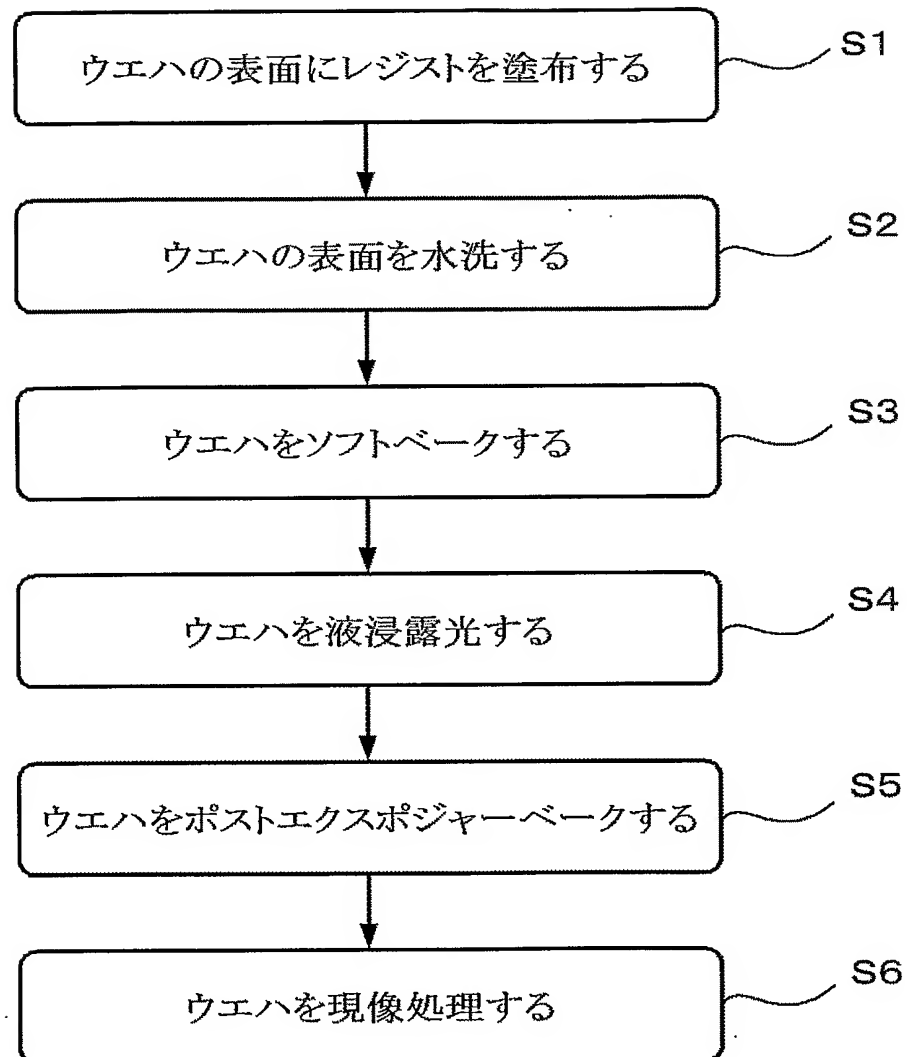 ウエハの表面にレジストを塗布する S1
ウエハの表面を水洗する S2
ウエハをソフトベークする S3
ウエハを液浸露光する S4
ウエハをポストエクスポジャーベークする S5
ウエハを現像処理する S6